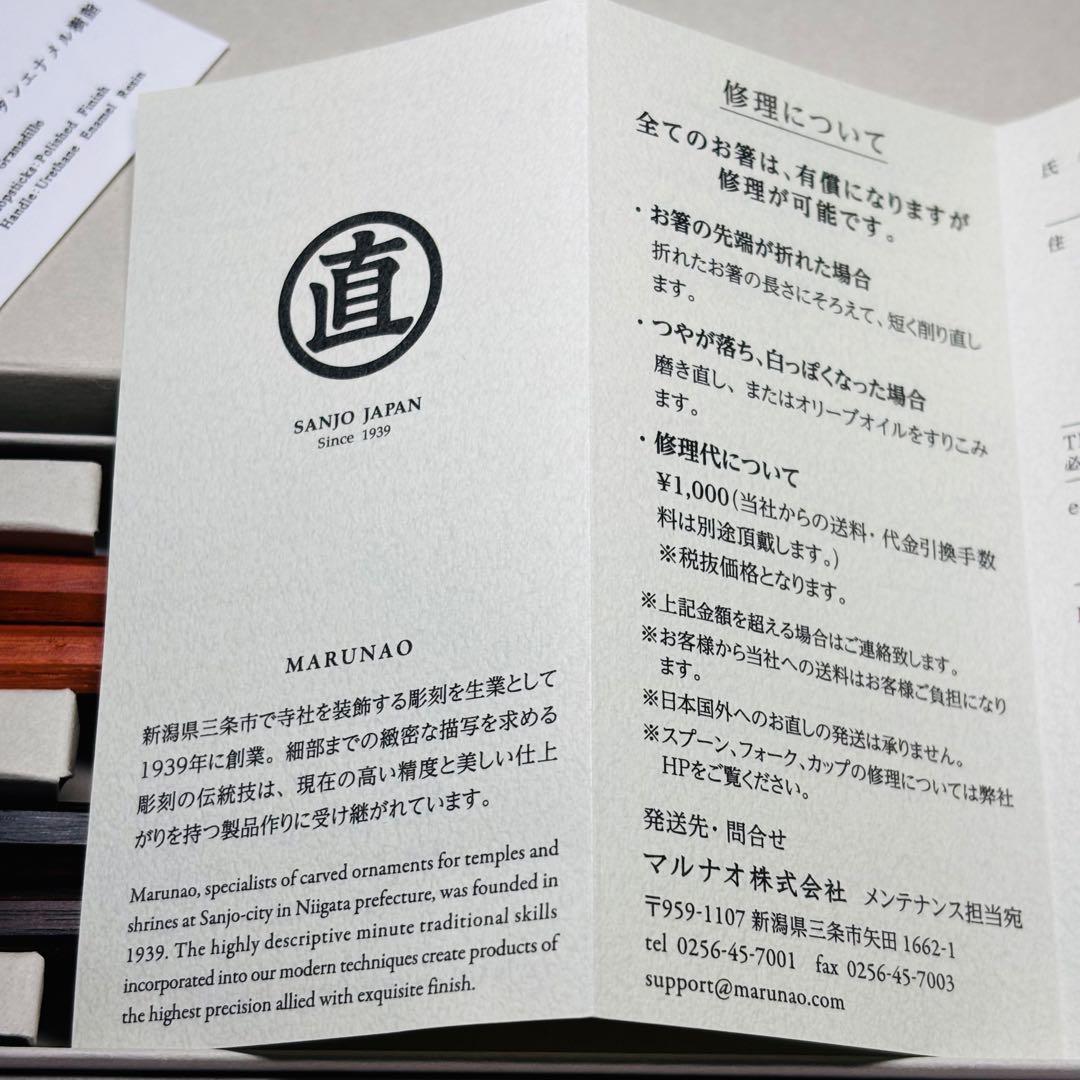 タンエナメル樹脂
Granadille
opsticks:Polished Finish
Handle:Urethane Enamel Resin
直
SANJO JAPAN
Since 1939
MARUNAO
新潟県三条市で寺社を装飾する彫刻を生業として
1939年に創業。細部までの緻密な描写を求める
彫刻の伝統技は、現在の高い精度と美しい仕上
がりを持つ製品作りに受け継がれています。
Marunao, specialists of carved ornaments for temples and
shrines at Sanjo-city in Niigata prefecture, was founded in
1939. The highly descriptive minute traditional skills
incorporated into our modern techniques create products of
the highest precision allied with exquisite finish.
修理について
全てのお箸は、有償になりますが
修理が可能です。
・お箸の先端が折れた場合
折れたお箸の長さにそろえて、短く削り直し
ます。
・つやが落ち、白っぽくなった場合
磨き直し、またはオリーブオイルをすりこみ
ます。
・修理代について
¥1,000(当社からの送料・代金引換手数
料は別途頂戴します。)
※税抜価格となります。
※上記金額を超える場合はご連絡致します。
※お客様から当社への送料はお客様ご負担になり
ます。
※日本国外へのお直しの発送は承りません。
※スプーン、フォーク、カップの修理については弊社
HPをご覧ください。
発送先・問合せ
マルナオ株式会社 メンテナンス担当宛
〒959-1107 新潟県三条市矢田 1662-1
tel 0256-45-7001 fax 0256-45-7003
support@marunao.com
氏
住
必
e